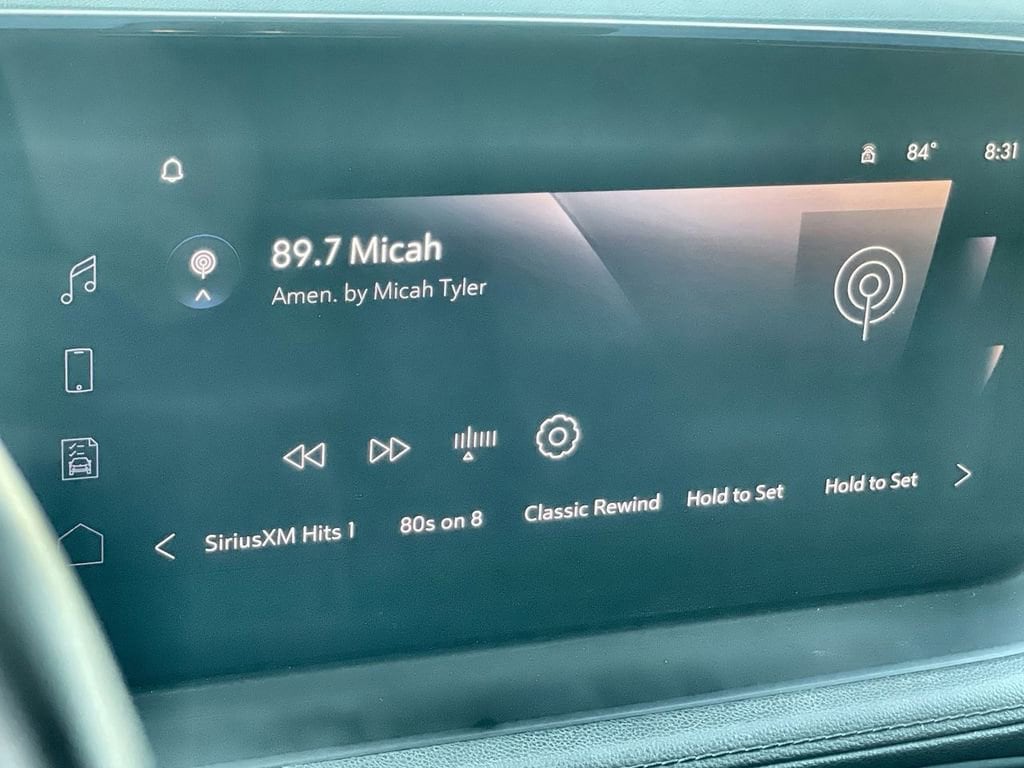 84° 8:31
89.7 Micah
Amen. by Micah Tyler
SiriusXM Hits 1 80s on 8 Classic Rewind Hold to Set Hold to Set